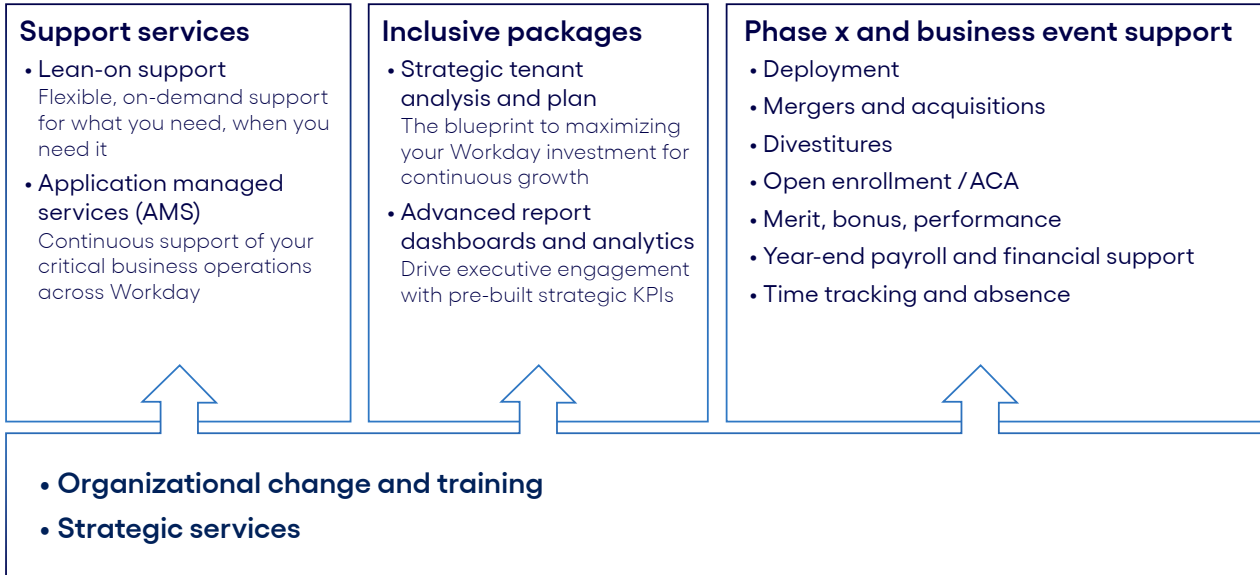 Support services
• Lean-on support
Flexible, on-demand support
for what you need, when you
need it
• Application managed
services (AMS)
Continuous support of your
critical business operations
across Workday
Inclusive packages
• Strategic tenant
analysis and plan
The blueprint to maximizing
your Workday investment for
continuous growth
• Advanced report
dashboards and analytics
Drive executive engagement
with pre-built strategic KPIs
Phase x and business event support
• Deployment
• Mergers and acquisitions
• Divestitures
• Open enrollment / ACA
• Merit, bonus, performance
• Year-end payroll and financial support
• Time tracking and absence
• Organizational change and training
• Strategic services